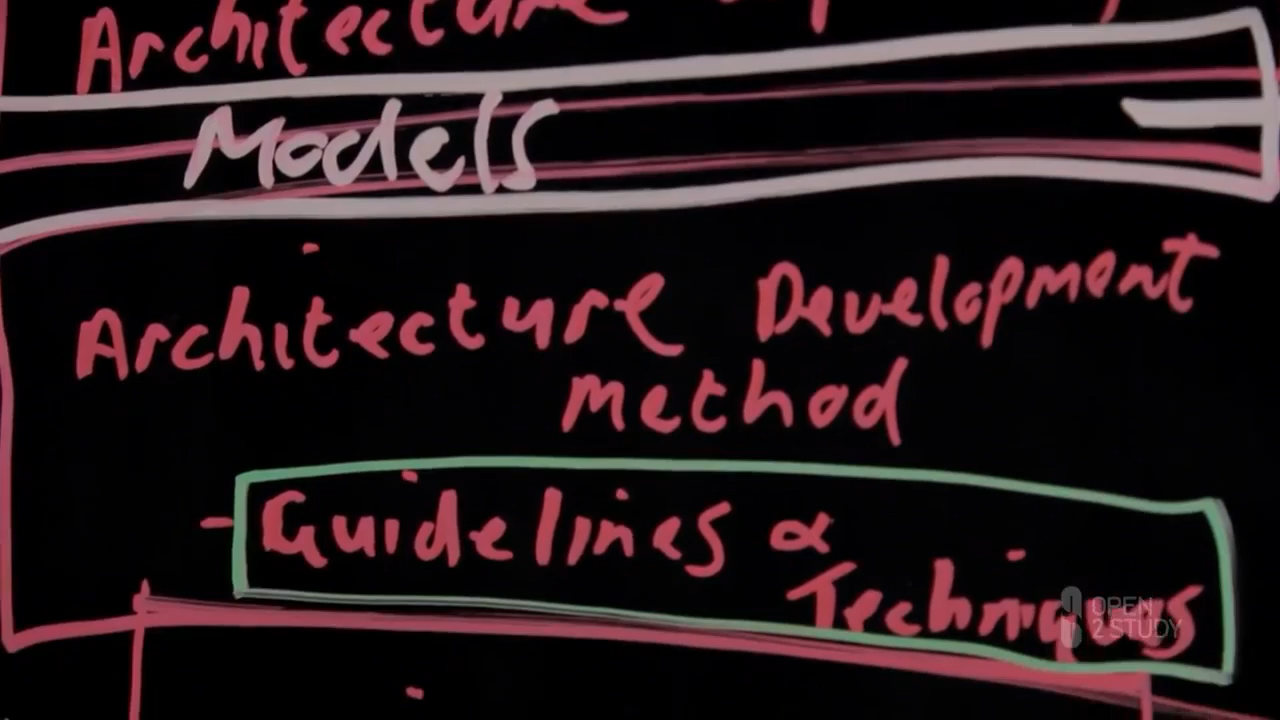 Architecture
Models
Architecture Development
Method
- Guidelines &
Techniques
OPEN
2 STUDY